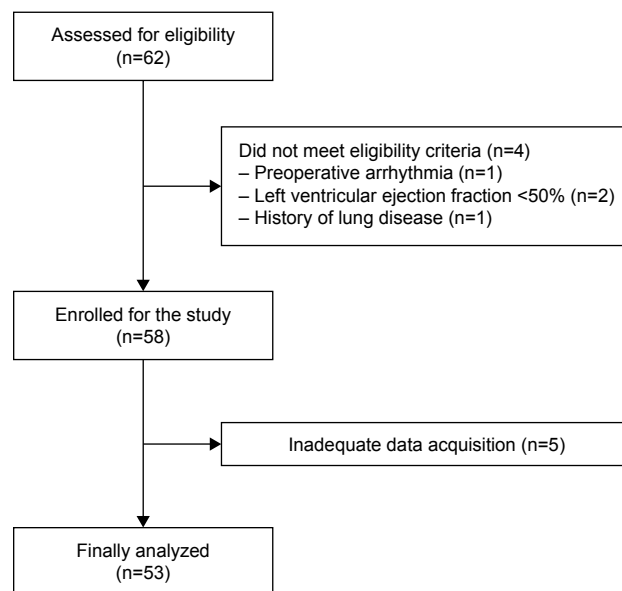 Assessed for eligibility
(n=62)
Did not meet eligibility criteria (n=4)
– Preoperative arrhythmia (n=1)
– Left ventricular ejection fraction <50% (n=2)
– History of lung disease (n=1)
Enrolled for the study
(n=58)
Inadequate data acquisition (n=5)
Finally analyzed
(n=53)